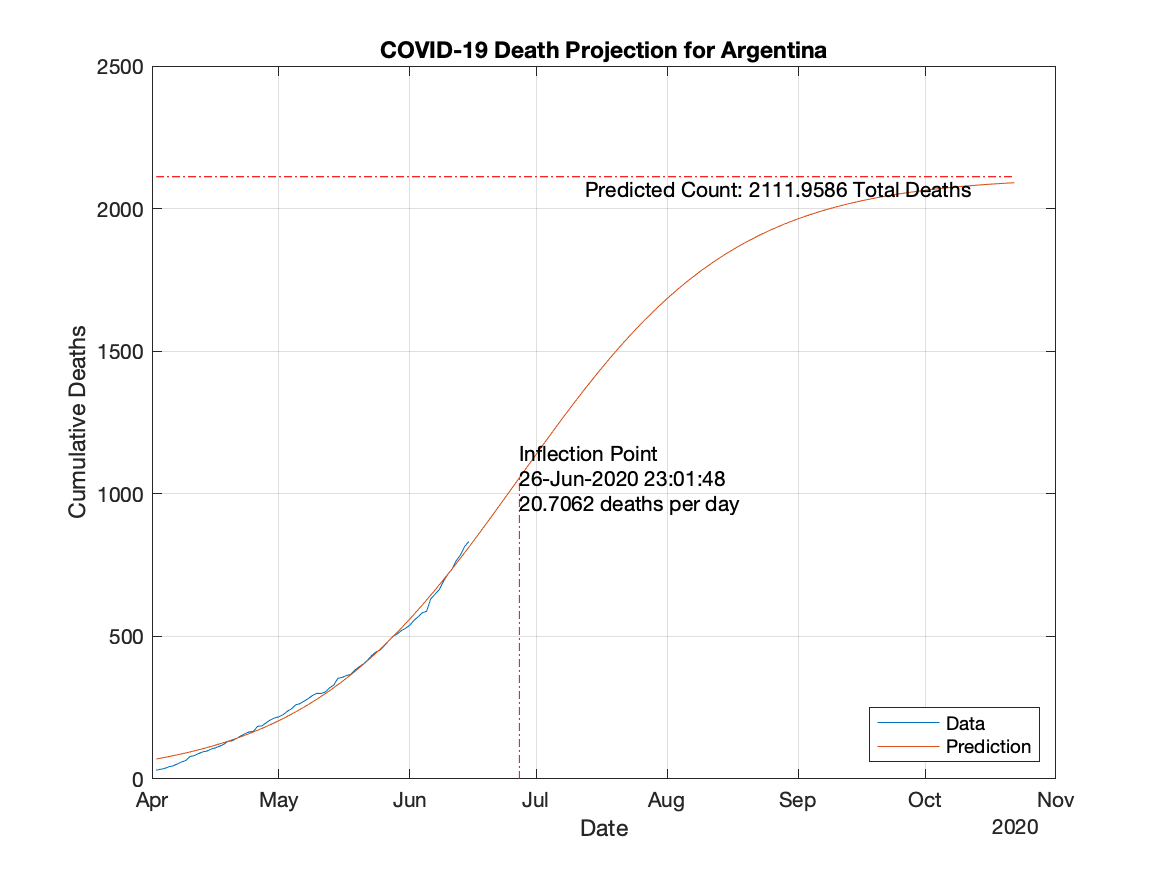 COVID-19 Death Projection for Argentina
2500
2000
1500
1000
500
0
Cumulative Deaths
Predicted Count: 2111.9586 Total Deaths
Inflection Point
26-Jun-2020 23:01:48
20.7062 deaths per day
Data
Prediction
Apr May Jun Jul Aug Sep Oct Nov
Date
2020